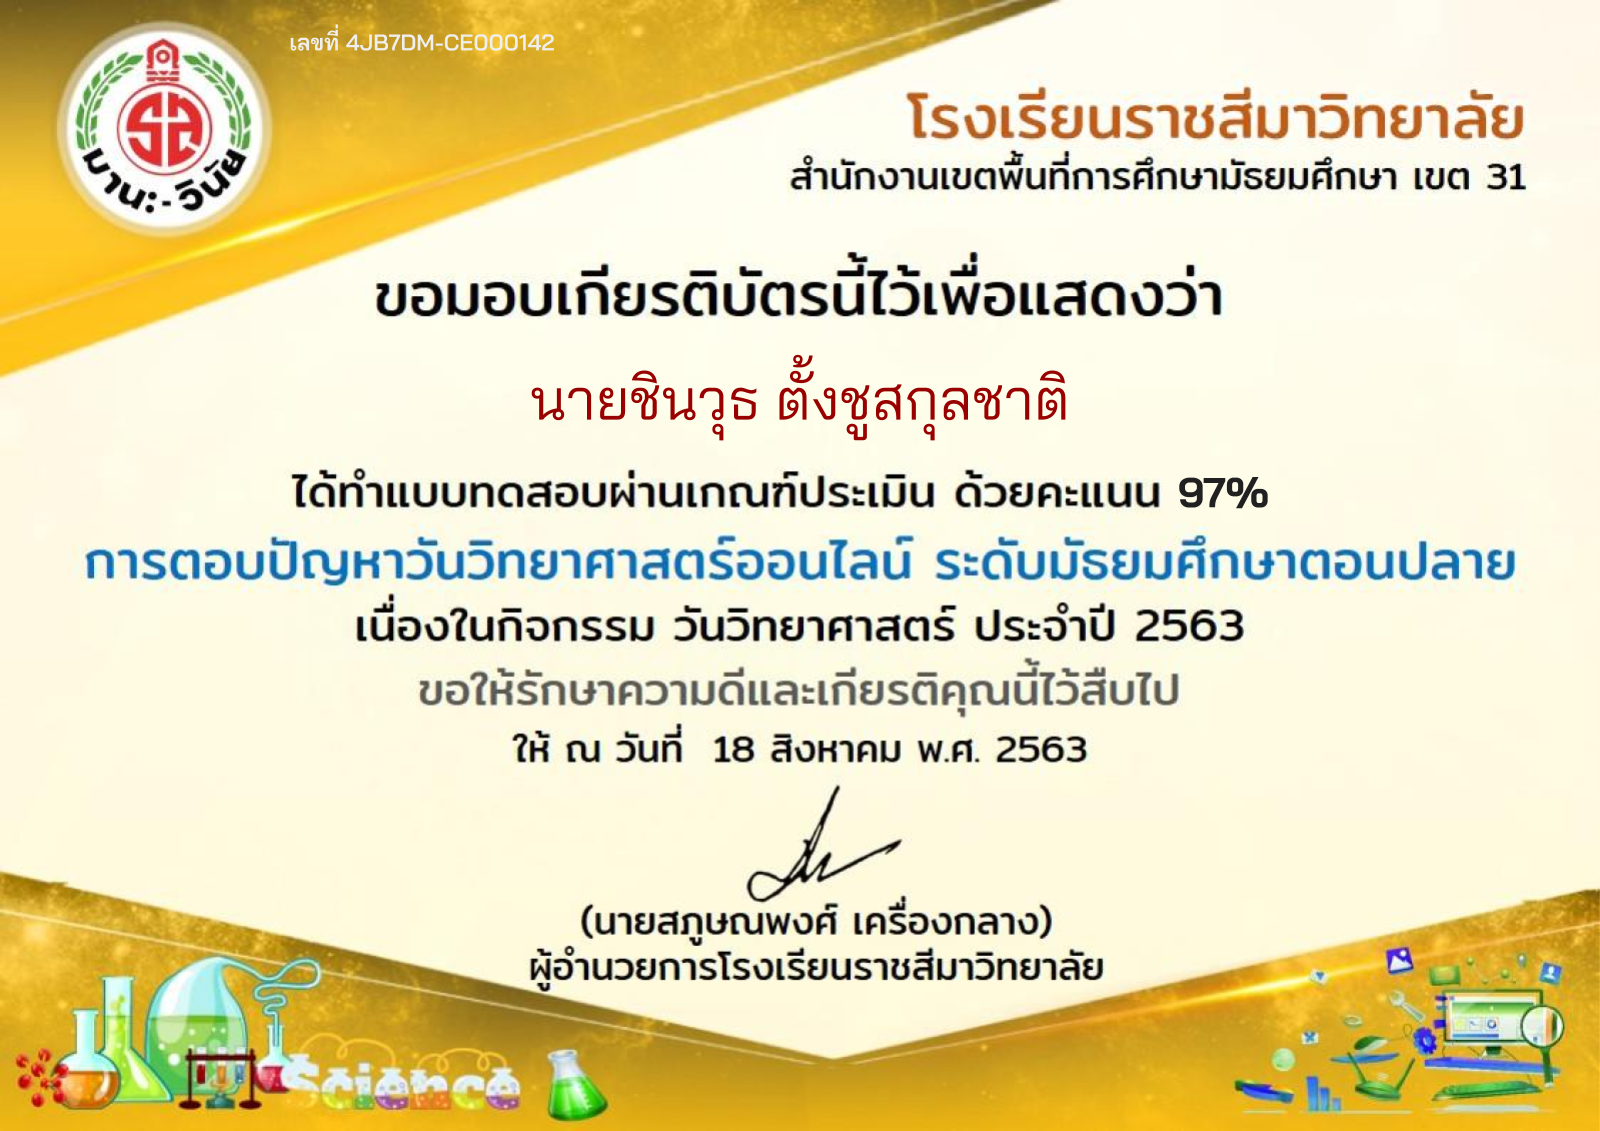 เลขที่ 4JB7DM-CE000142
มานะ-วินัย
โรงเรียนราชสีมาวิทยาลัย
สำนักงานเขตพื้นที่การศึกษามัธยมศึกษา เขต 31
ขอมอบเกียรติบัตรนี้ไว้เพื่อแสดงว่า
นายชินวุธ ตั้งชูสกุลชาติ
ได้ทำแบบทดสอบผ่านเกณฑ์ประเมิน ด้วยคะแนน 97%
การตอบปัญหาวันวิทยาศาสตร์ออนไลน์ ระดับมัธยมศึกษาตอนปลาย
เนื่องในกิจกรรม วันวิทยาศาสตร์ ประจำปี 2563
ขอให้รักษาความดีและเกียรติคุณนี้ไว้สืบไป
ให้ ณ วันที่ 18 สิงหาคม พ.ศ. 2563
(นายสภูษณพงศ์ เครื่องกลาง)
ผู้อำนวยการโรงเรียนราชสีมาวิทยาลัย
Science